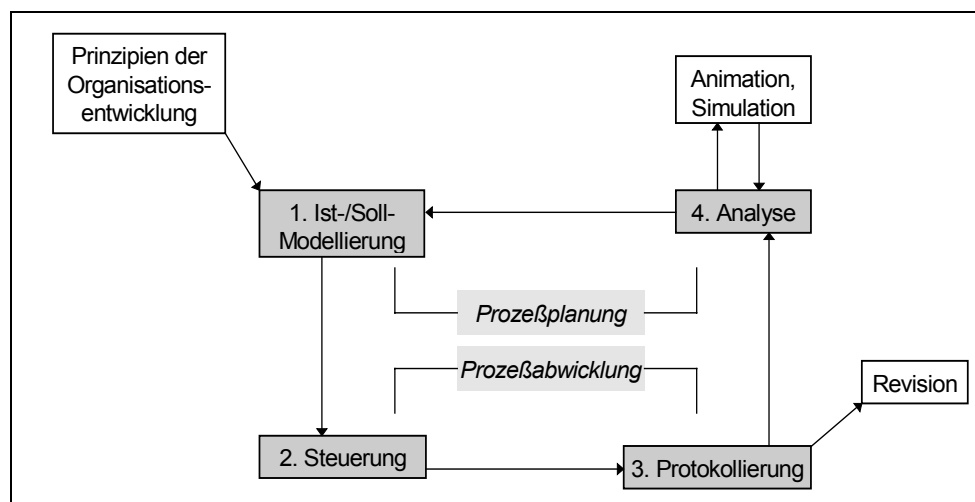 Prinzipien der
Organisations-
entwicklung
Animation,
Simulation
1. Ist-/Soll-
Modellierung
4. Analyse
Prozeßplanung
Prozeßabwicklung
Revision
2. Steuerung
3. Protokollierung